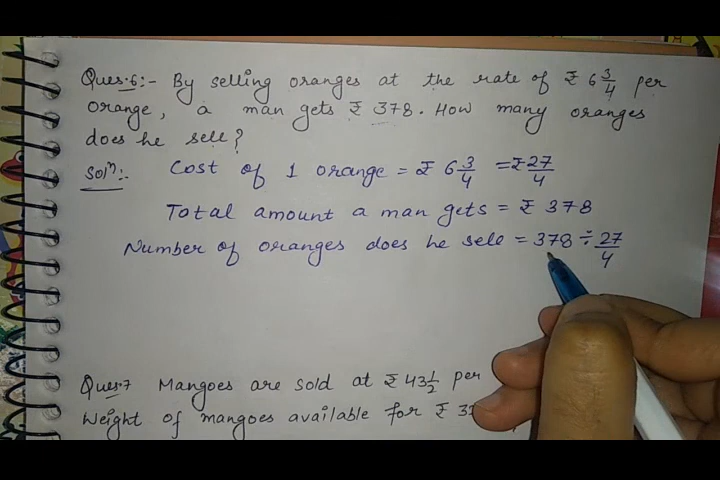 Ques:6:- By selling oranges at the rate of ₹ 6 3/4 per
orange, a man gets ₹ 378. How many oranges
does he sell?
Solⁿ:- Cost of 1 orange = ₹ 6 3/4 = ₹ 27/4
Total amount a man gets = ₹ 378
Number of oranges does he sell = 378 ÷ 27/4
Ques:7 Mangoes are sold at ₹ 43 1/2 per
Weight of mangoes available for ₹